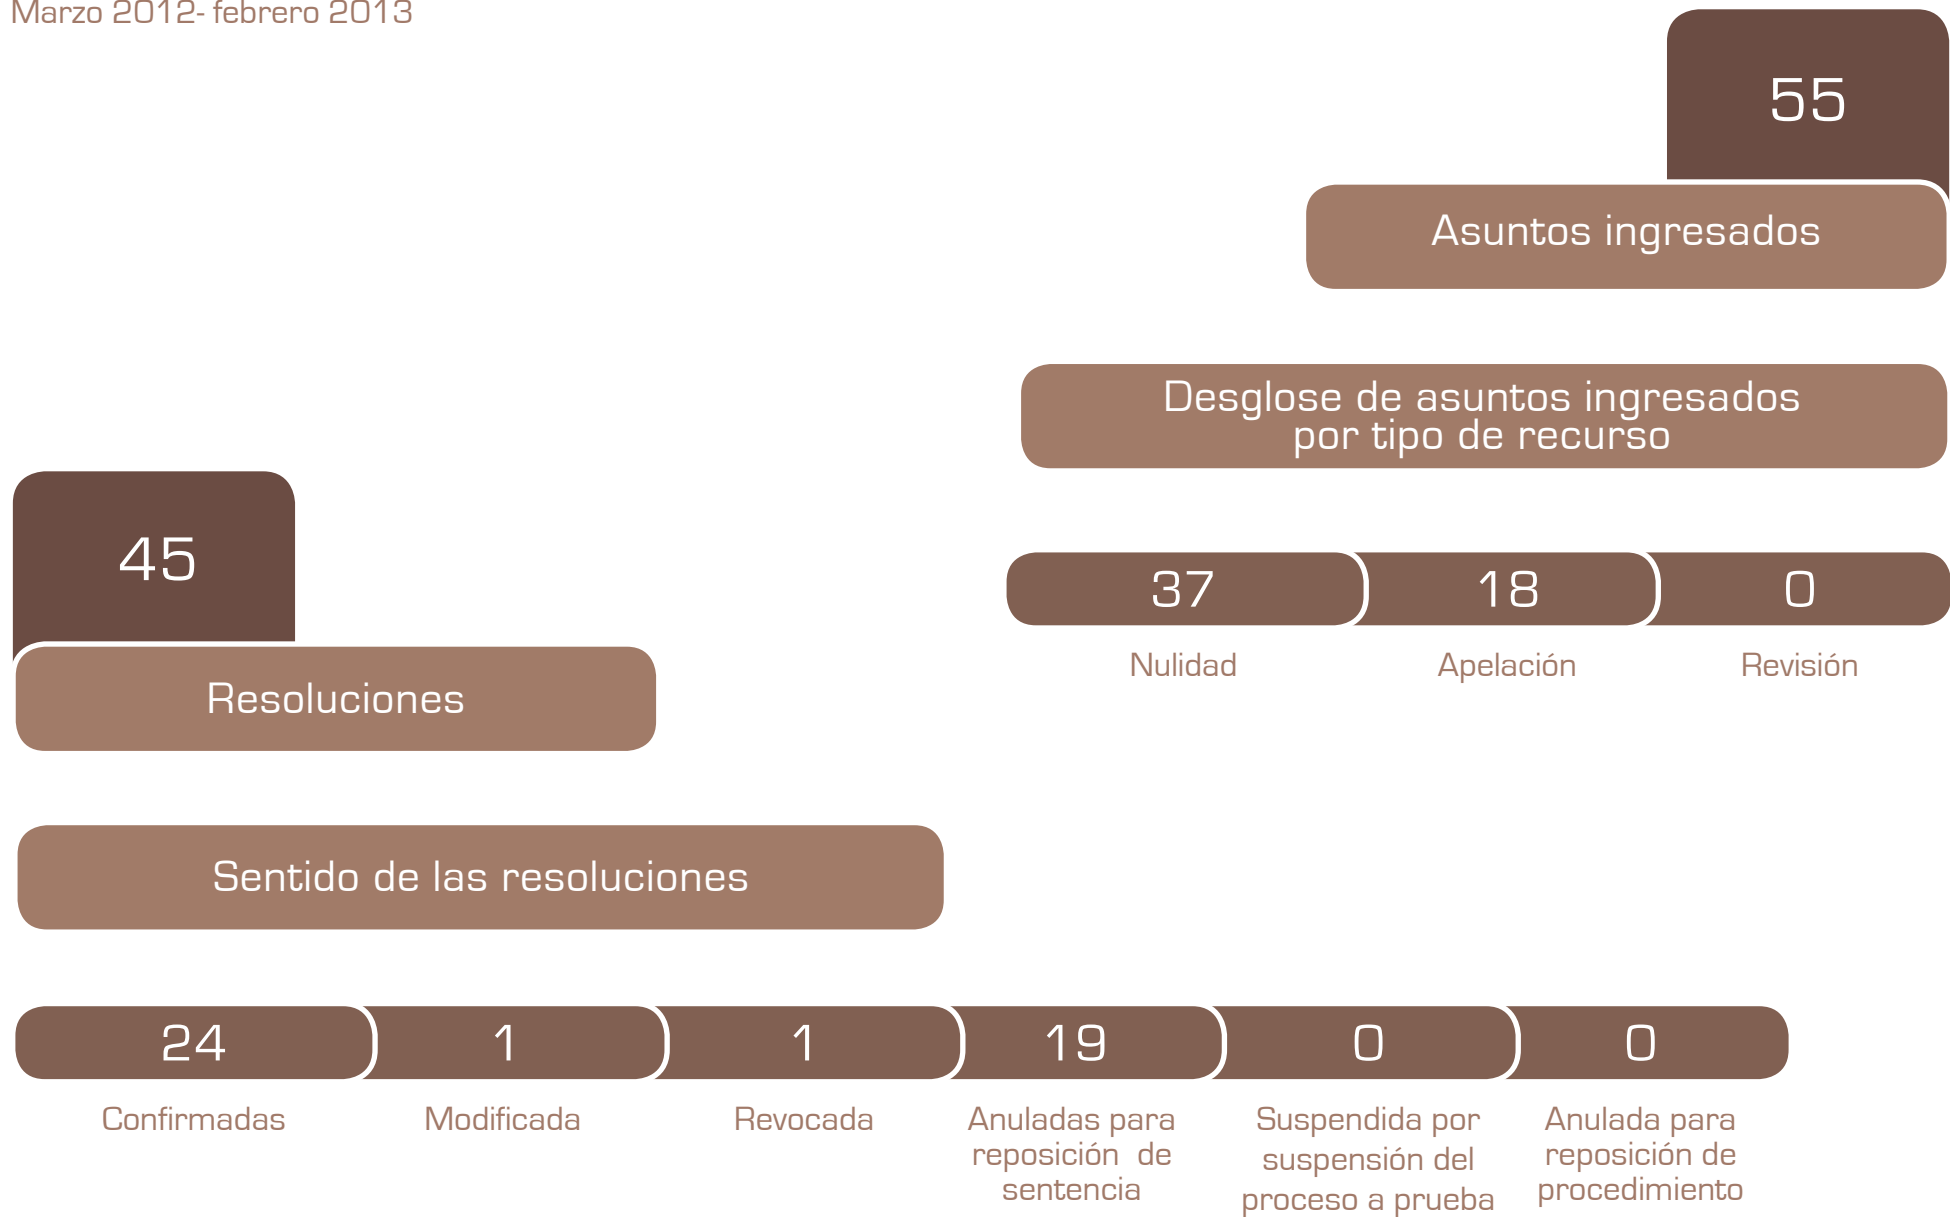 Marzo 2012- febrero 2013
55
Asuntos ingresados
Desglose de asuntos ingresados
por tipo de recurso
37 18 0
Nulidad Apelación Revisión
45
Resoluciones
Sentido de las resoluciones
24 1 1 19 0 0
Confirmadas
Modificada
Revocada
Anuladas para
reposición de
sentencia
Suspendida por
suspensión del
proceso a prueba
Anulada para
reposición de
procedimiento